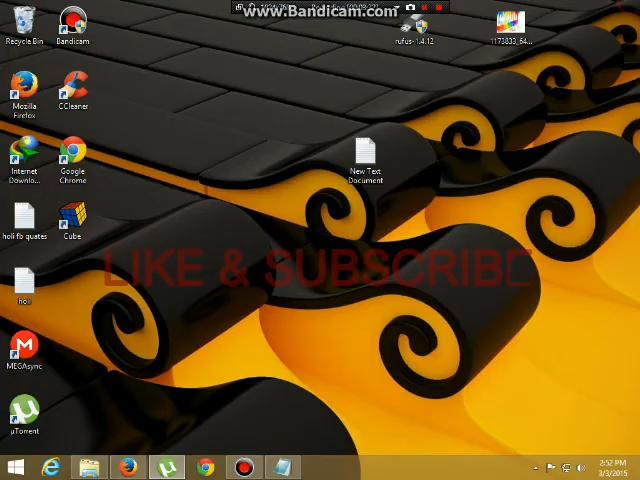 www.Bandicam.com
Recycle Bin
Bandicam
rufus-1.4.12
1173833_64...
Mozilla
Firefox
CCleaner
Internet
Downlo...
Google
Chrome
New Text
Document
holi fb quates
Cube
LIKE & SUBSCRIBE
holi
MEGAsync
µTorrent
2:52 PM
3/3/2015